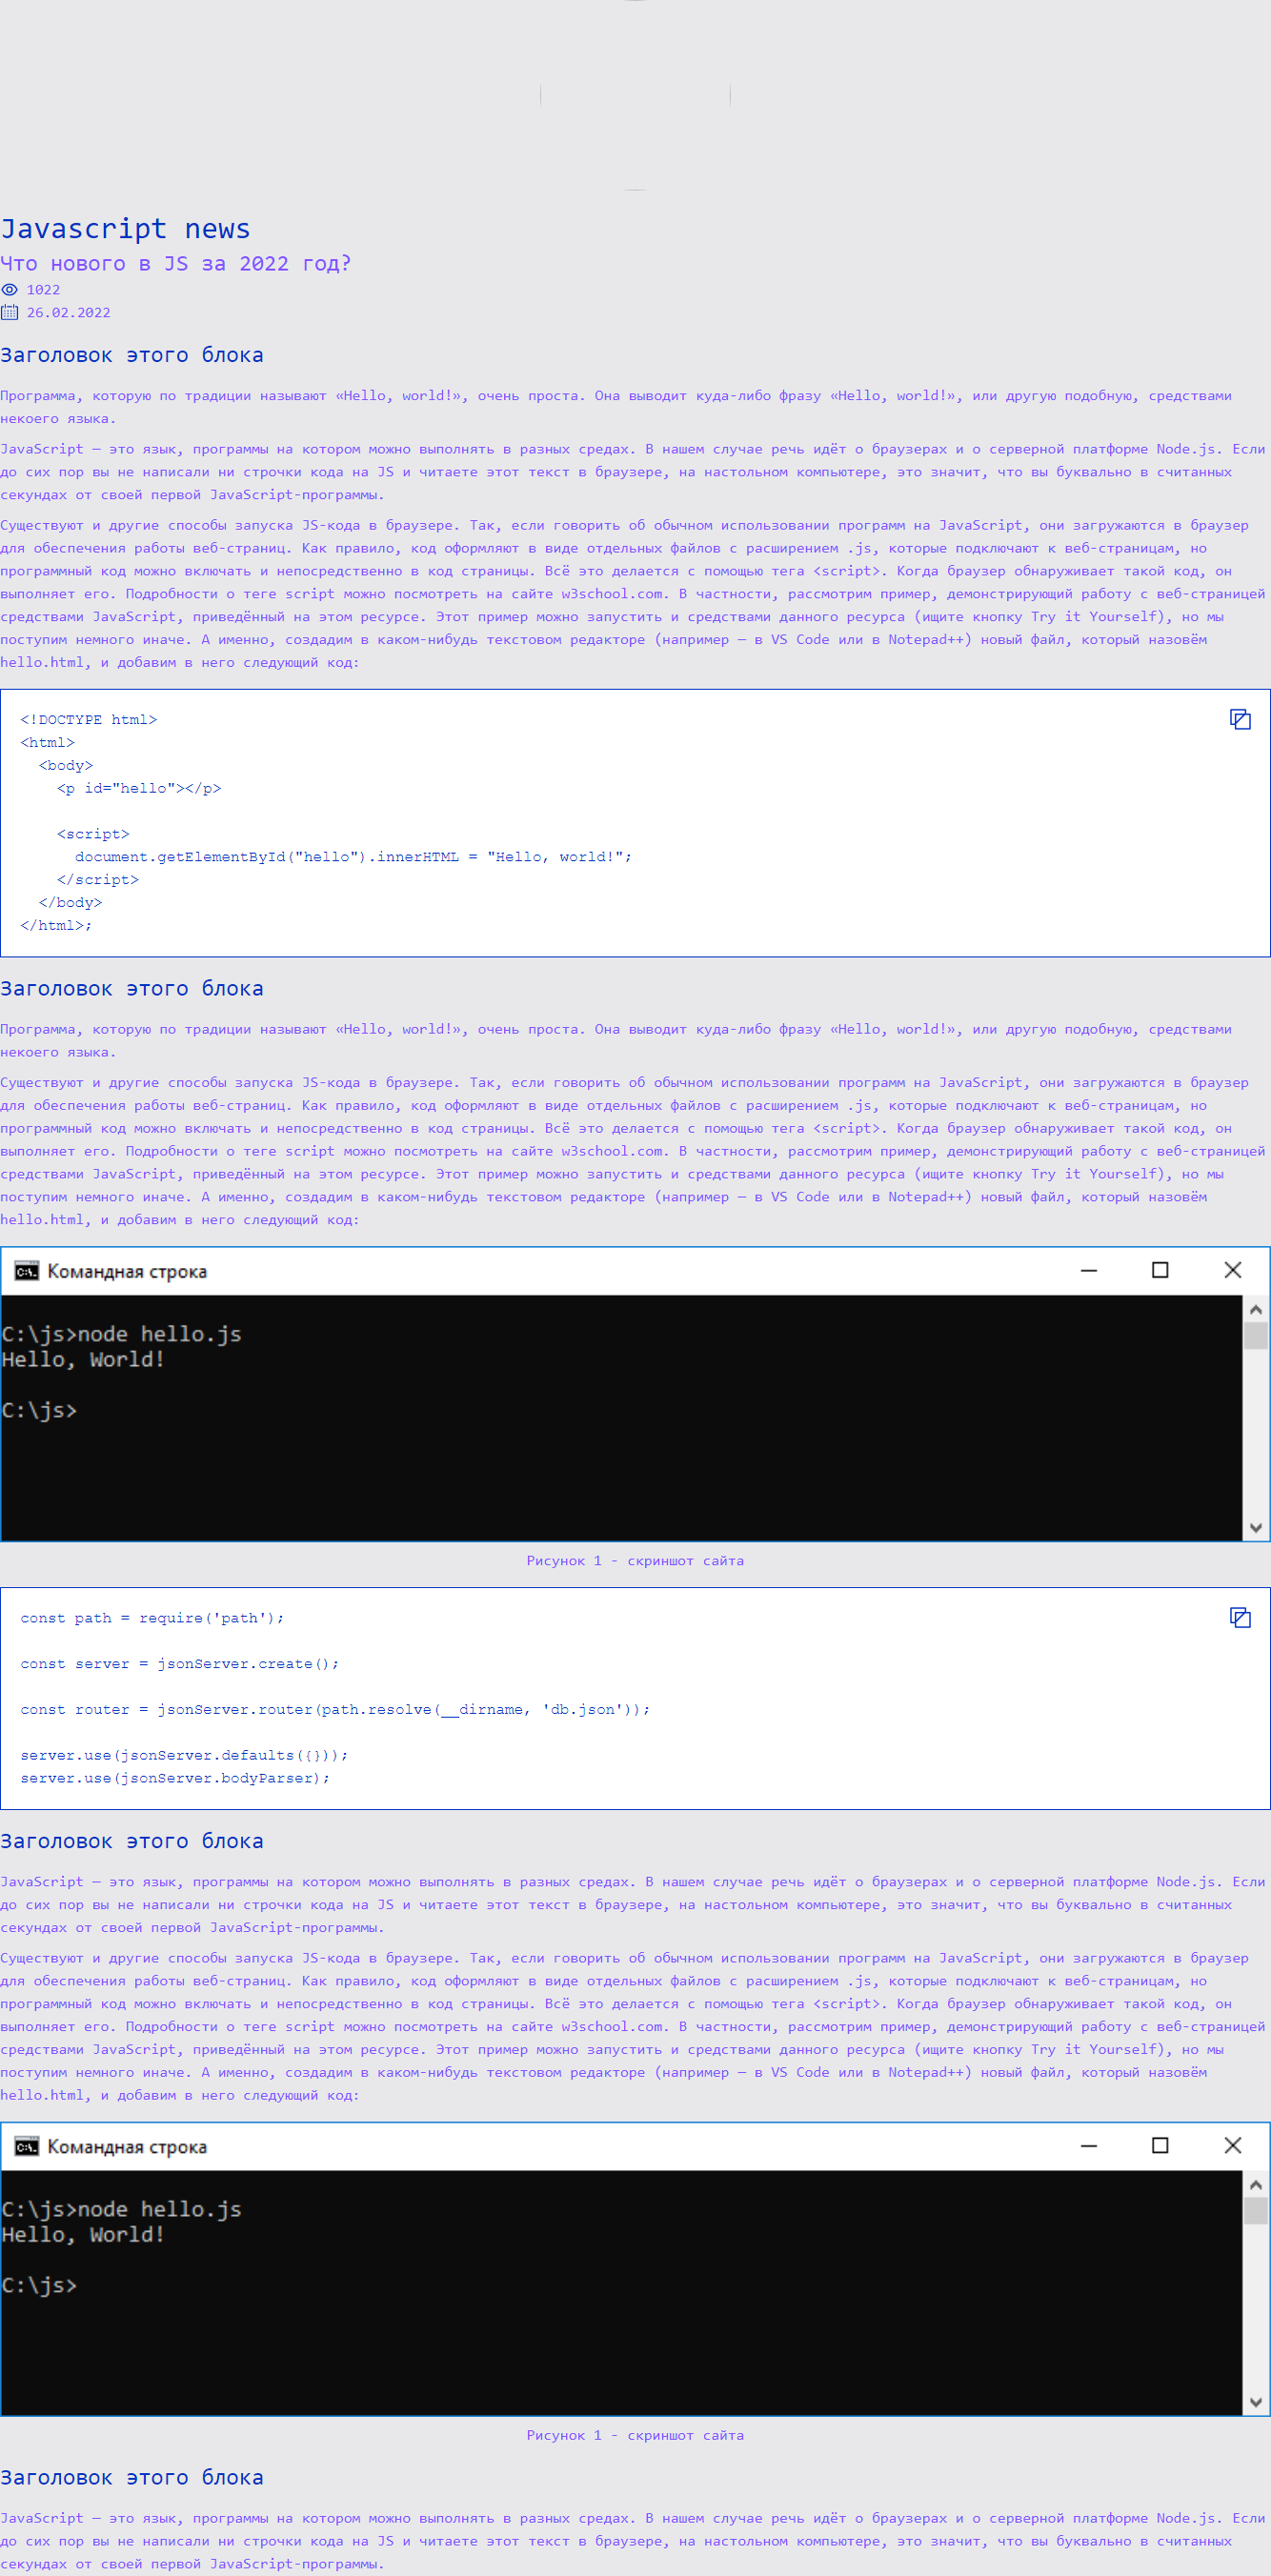 Javascript news
Что нового в JS за 2022 год?
1022
26.02.2022
Заголовок этого блока
Программа, которую по традиции называют «Hello, world!», очень проста. Она выводит куда-либо фразу «Hello, world!», или другую подобную, средствами
некоего языка.
JavaScript — это язык, программы на котором можно выполнять в разных средах. В нашем случае речь идёт о браузерах и о серверной платформе Node.js. Если
до сих пор вы не написали ни строчки кода на JS и читаете этот текст в браузере, на настольном компьютере, это значит, что вы буквально в считанных
секундах от своей первой JavaScript-программы.
Существуют и другие способы запуска JS-кода в браузере. Так, если говорить об обычном использовании программ на JavaScript, они загружаются в браузер
для обеспечения работы веб-страниц. Как правило, код оформляют в виде отдельных файлов с расширением .js, которые подключают к веб-страницам, но
программный код можно включать и непосредственно в код страницы. Всё это делается с помощью тега <script>. Когда браузер обнаруживает такой код, он
выполняет его. Подробности о теге script можно посмотреть на сайте w3school.com. В частности, рассмотрим пример, демонстрирующий работу с веб-страницей
средствами JavaScript, приведённый на этом ресурсе. Этот пример можно запустить и средствами данного ресурса (ищите кнопку Try it Yourself), но мы
поступим немного иначе. А именно, создадим в каком-нибудь текстовом редакторе (например — в VS Code или в Notepad++) новый файл, который назовём
hello.html, и добавим в него следующий код:
<!DOCTYPE html>
<html>
  <body>
    <p id="hello"></p>
    <script>
      document.getElementById("hello").innerHTML = "Hello, world!";
    </script>
  </body>
</html>;
Заголовок этого блока
Программа, которую по традиции называют «Hello, world!», очень проста. Она выводит куда-либо фразу «Hello, world!», или другую подобную, средствами
некоего языка.
Существуют и другие способы запуска JS-кода в браузере. Так, если говорить об обычном использовании программ на JavaScript, они загружаются в браузер
для обеспечения работы веб-страниц. Как правило, код оформляют в виде отдельных файлов с расширением .js, которые подключают к веб-страницам, но
программный код можно включать и непосредственно в код страницы. Всё это делается с помощью тега <script>. Когда браузер обнаруживает такой код, он
выполняет его. Подробности о теге script можно посмотреть на сайте w3school.com. В частности, рассмотрим пример, демонстрирующий работу с веб-страницей
средствами JavaScript, приведённый на этом ресурсе. Этот пример можно запустить и средствами данного ресурса (ищите кнопку Try it Yourself), но мы
поступим немного иначе. А именно, создадим в каком-нибудь текстовом редакторе (например — в VS Code или в Notepad++) новый файл, который назовём
hello.html, и добавим в него следующий код:
Командная строка
C:\js>node hello.js
Hello, World!
C:\js>
Рисунок 1 - скриншот сайта
const path = require('path');
const server = jsonServer.create();
const router = jsonServer.router(path.resolve(__dirname, 'db.json'));
server.use(jsonServer.defaults({}));
server.use(jsonServer.bodyParser);
Заголовок этого блока
JavaScript — это язык, программы на котором можно выполнять в разных средах. В нашем случае речь идёт о браузерах и о серверной платформе Node.js. Если
до сих пор вы не написали ни строчки кода на JS и читаете этот текст в браузере, на настольном компьютере, это значит, что вы буквально в считанных
секундах от своей первой JavaScript-программы.
Существуют и другие способы запуска JS-кода в браузере. Так, если говорить об обычном использовании программ на JavaScript, они загружаются в браузер
для обеспечения работы веб-страниц. Как правило, код оформляют в виде отдельных файлов с расширением .js, которые подключают к веб-страницам, но
программный код можно включать и непосредственно в код страницы. Всё это делается с помощью тега <script>. Когда браузер обнаруживает такой код, он
выполняет его. Подробности о теге script можно посмотреть на сайте w3school.com. В частности, рассмотрим пример, демонстрирующий работу с веб-страницей
средствами JavaScript, приведённый на этом ресурсе. Этот пример можно запустить и средствами данного ресурса (ищите кнопку Try it Yourself), но мы
поступим немного иначе. А именно, создадим в каком-нибудь текстовом редакторе (например — в VS Code или в Notepad++) новый файл, который назовём
hello.html, и добавим в него следующий код:
Командная строка
C:\js>node hello.js
Hello, World!
C:\js>
Рисунок 1 - скриншот сайта
Заголовок этого блока
JavaScript — это язык, программы на котором можно выполнять в разных средах. В нашем случае речь идёт о браузерах и о серверной платформе Node.js. Если
до сих пор вы не написали ни строчки кода на JS и читаете этот текст в браузере, на настольном компьютере, это значит, что вы буквально в считанных
секундах от своей первой JavaScript-программы.